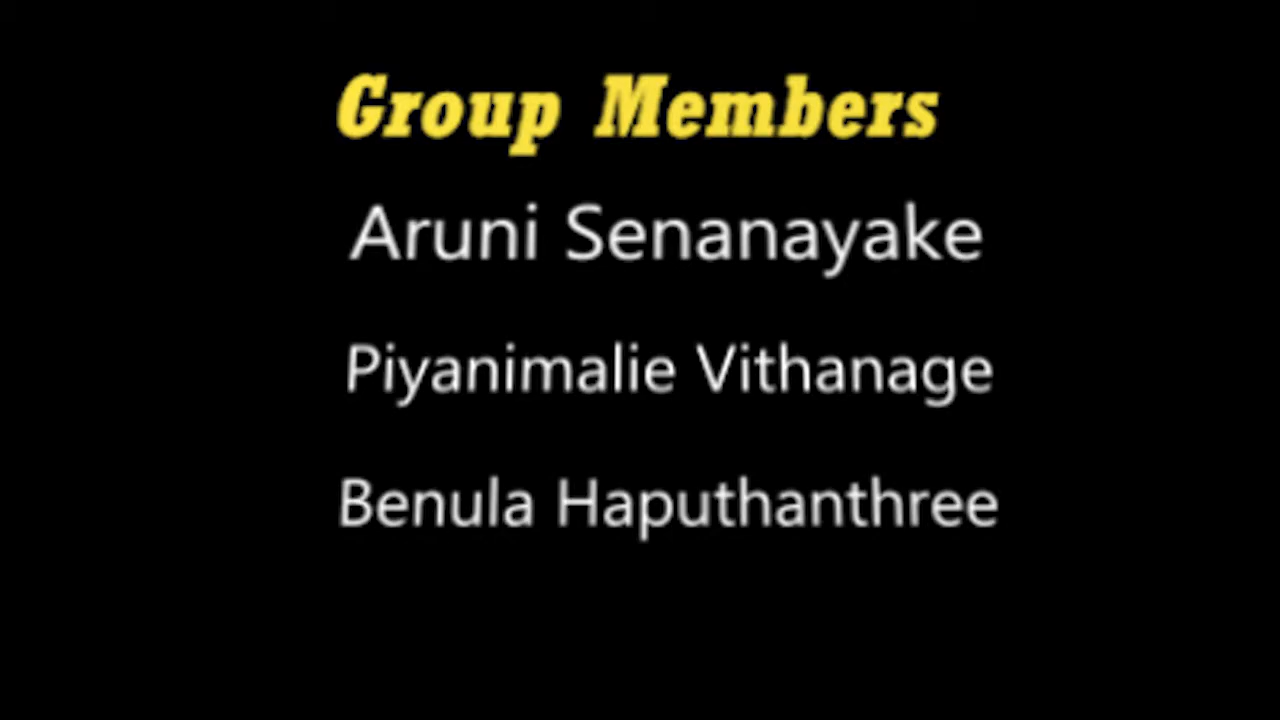 Group Members
Aruni Senanayake
Piyanimalie Vithanage
Benula Haputhanthree